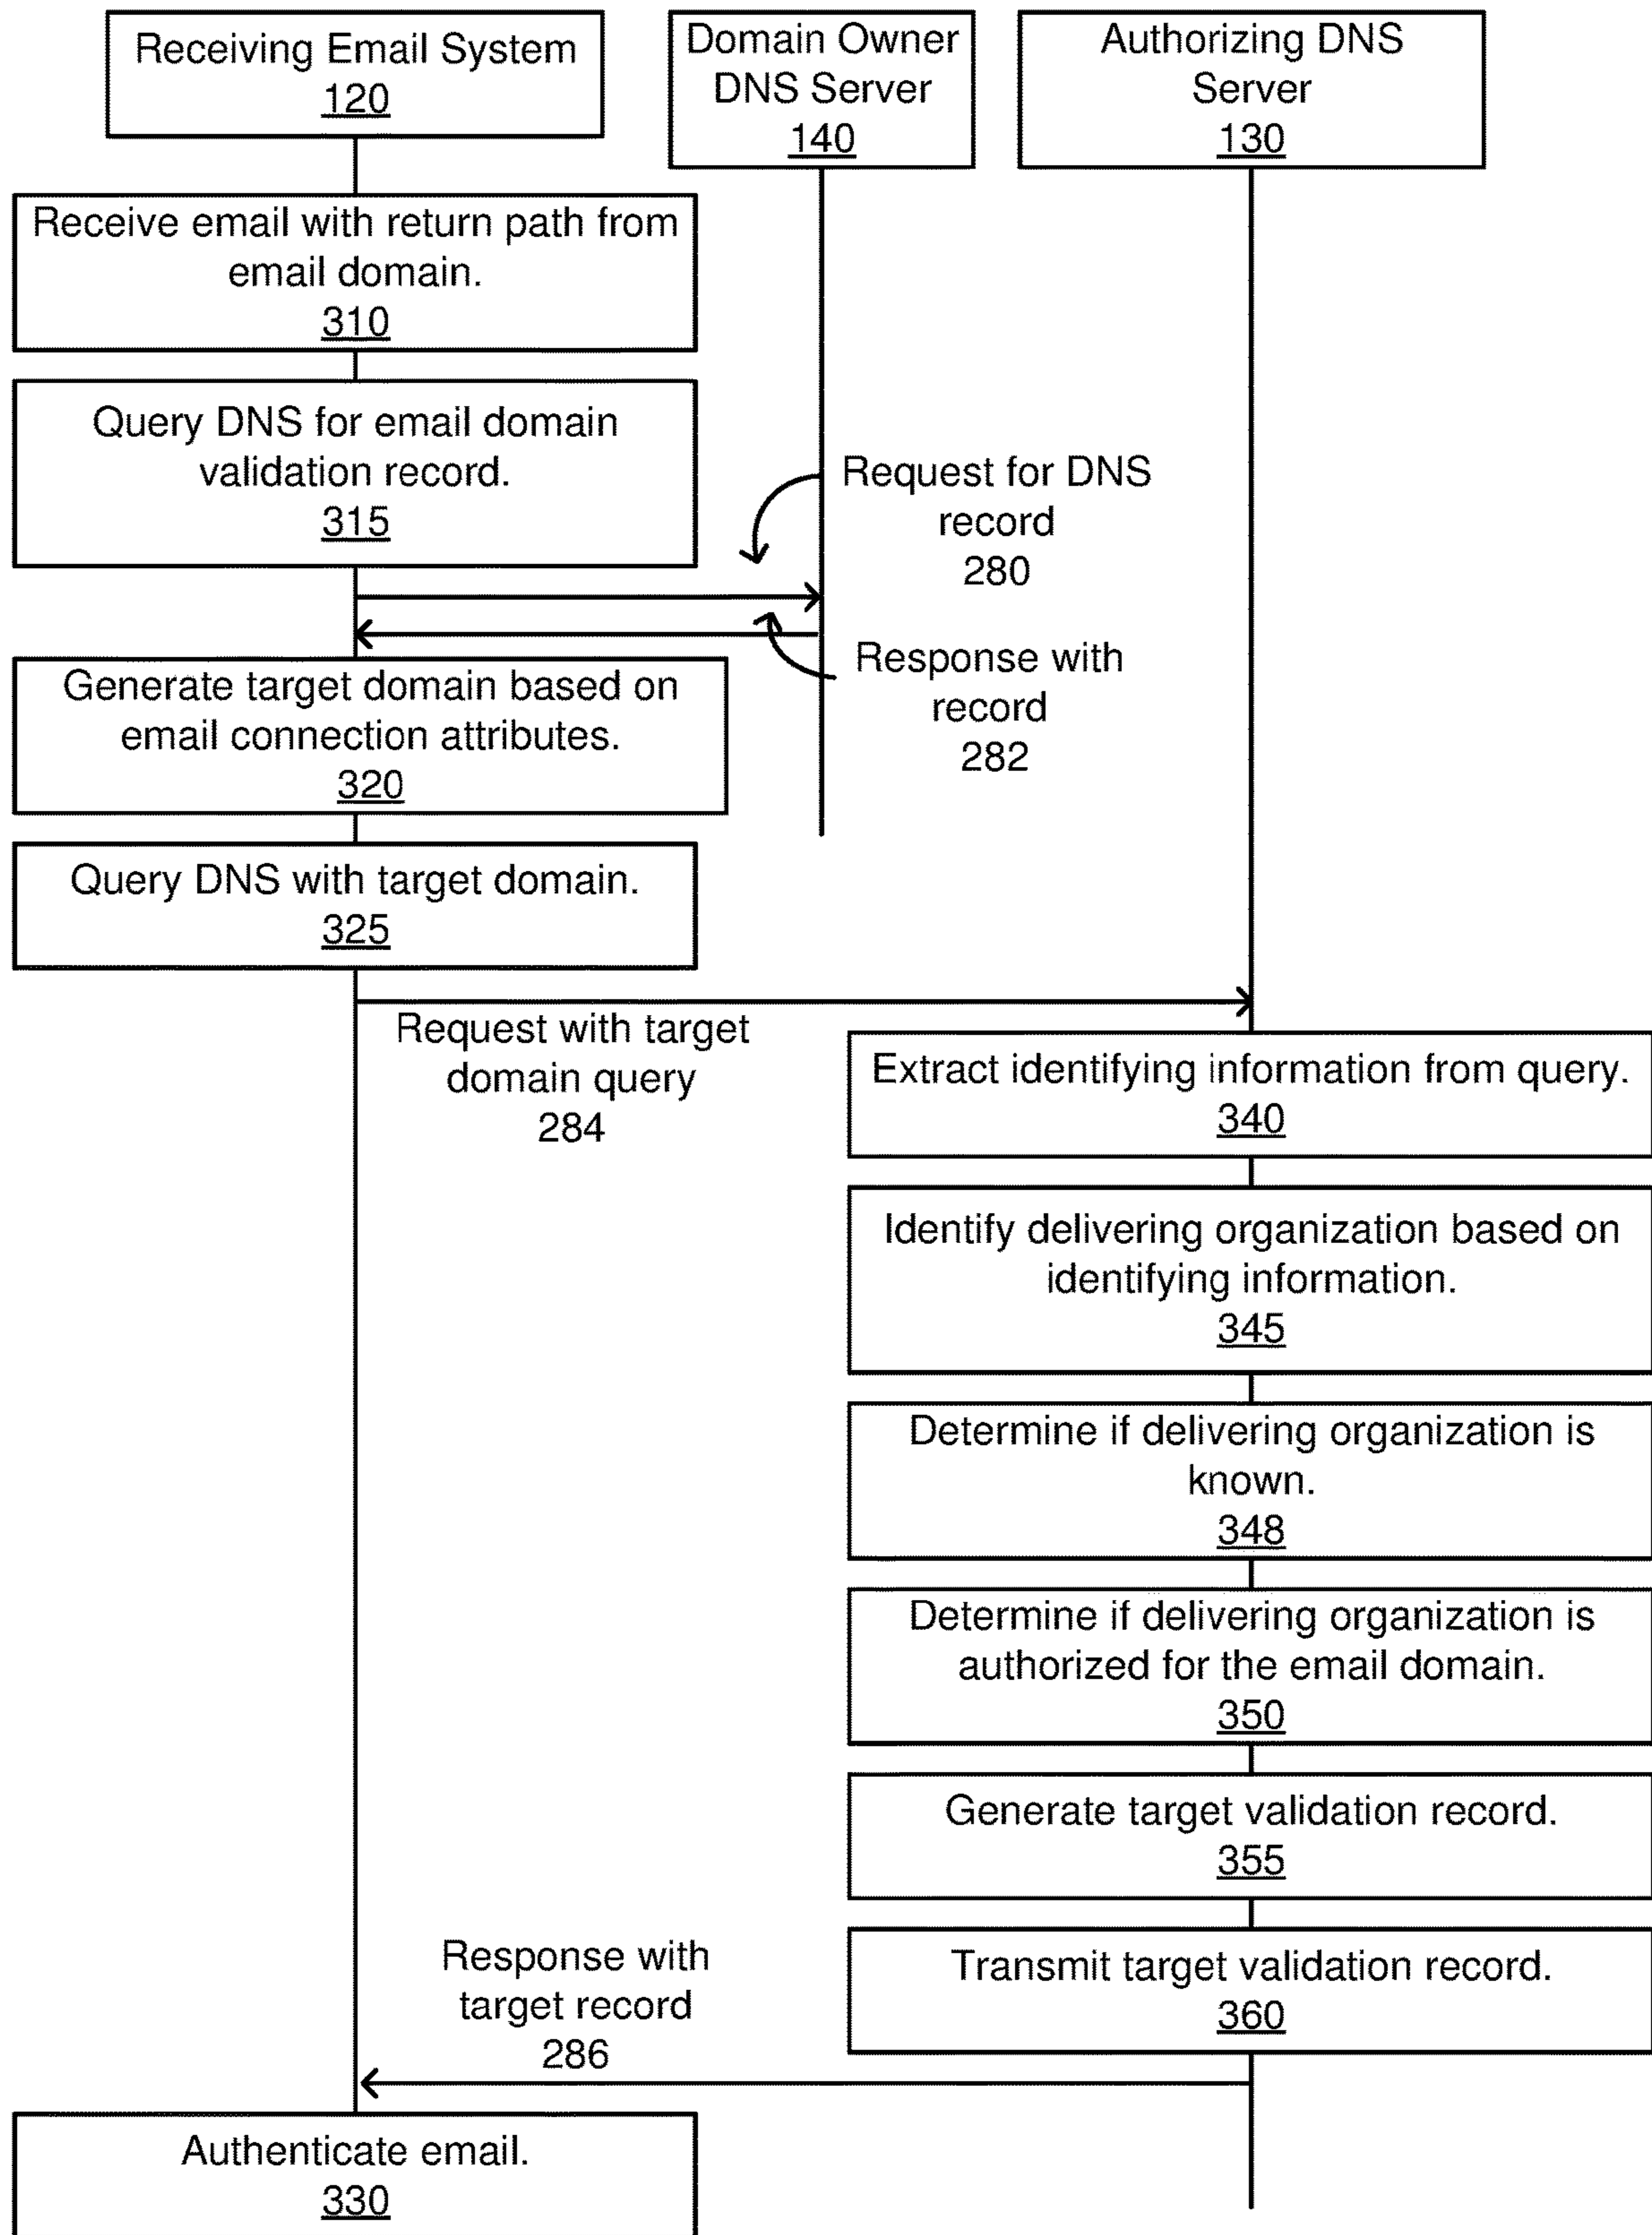 Receiving Email System
120
Domain Owner
DNS Server
140
Authorizing DNS
Server
130
Receive email with return path from
email domain.
310
Query DNS for email domain
validation record.
315
Request for DNS
record
280
Response with
record
282
Generate target domain based on
email connection attributes.
320
Query DNS with target domain.
325
Request with target
domain query
284
Extract identifying information from query.
340
Identify delivering organization based on
identifying information.
345
Determine if delivering organization is
known.
348
Determine if delivering organization is
authorized for the email domain.
350
Generate target validation record.
355
Transmit target validation record.
360
Response with
target record
286
Authenticate email.
330